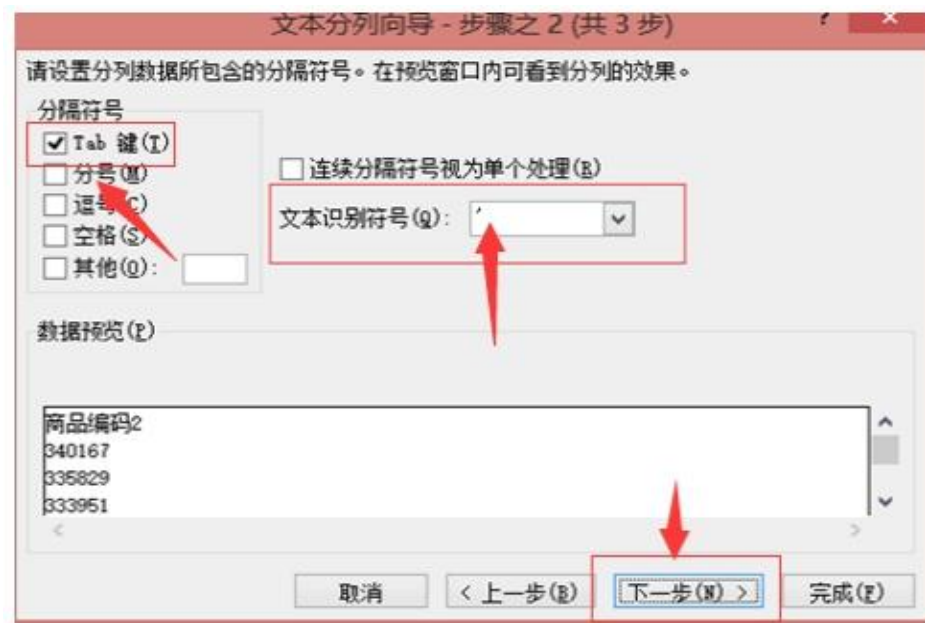 文本分列向导 - 步骤之 2 (共 3 步)
请设置分列数据所包含的分隔符号。在预览窗口内可看到分列的效果。
分隔符号
Tab 键(T)
分号(M)
连续分隔符号视为单个处理(R)
逗号(C)
文本识别符号(Q): '
空格(S)
其他(O):
数据预览(P)
商品编码2
340167
335829
333951
取消 < 上一步(B) 下一步(N) > 完成(F)